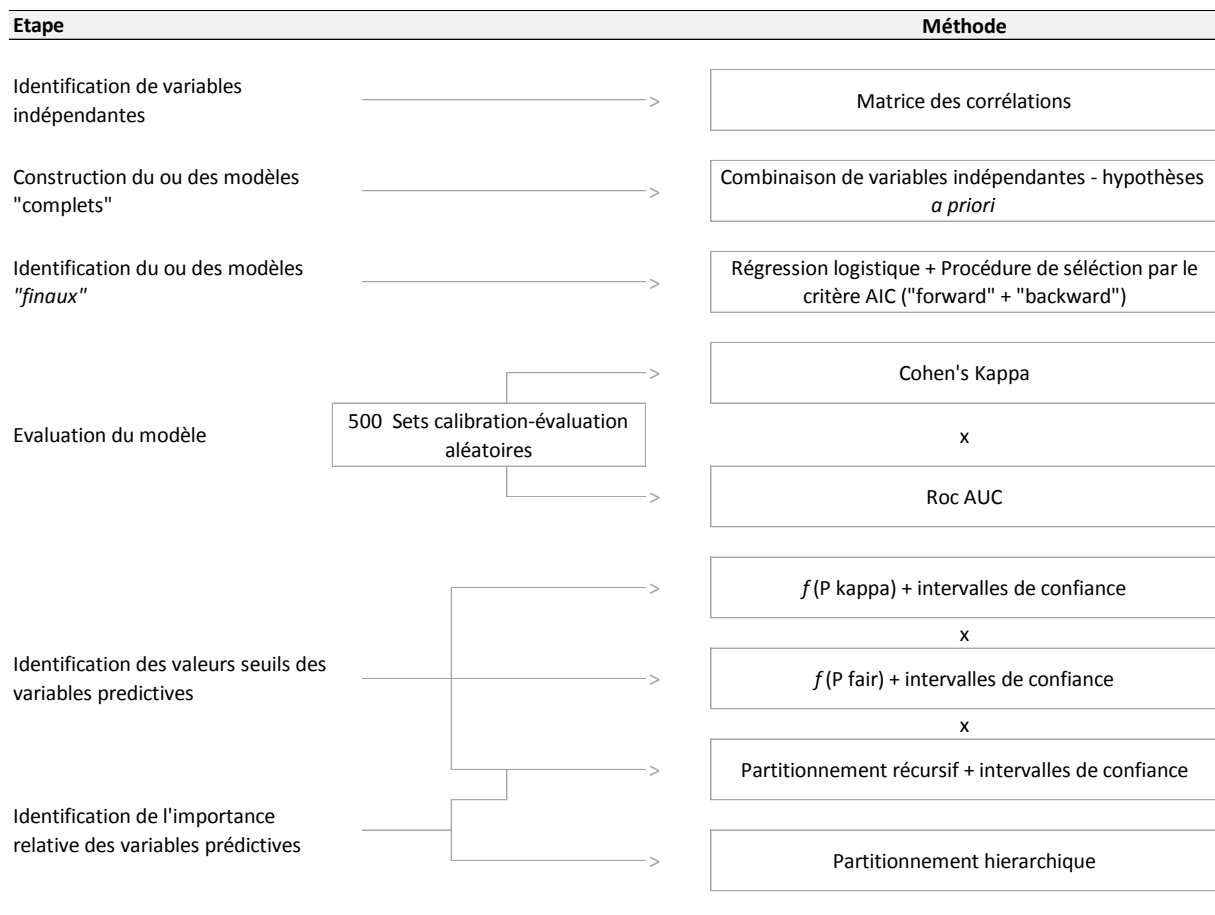 Etape
Méthode
Identification de variables
indépendantes
Matrice des corrélations
Construction du ou des modèles
"complets"
Combinaison de variables indépendantes - hypothèses
a priori
Identification du ou des modèles
"finaux"
Régression logistique + Procédure de séléction par le
critère AIC ("forward" + "backward")
Evaluation du modèle
500 Sets calibration-évaluation
aléatoires
Cohen's Kappa
x
Roc AUC
Identification des valeurs seuils des
variables predictives
f (P kappa) + intervalles de confiance
x
f (P fair) + intervalles de confiance
x
Partitionnement récursif + intervalles de confiance
Identification de l'importance
relative des variables prédictives
Partitionnement hierarchique